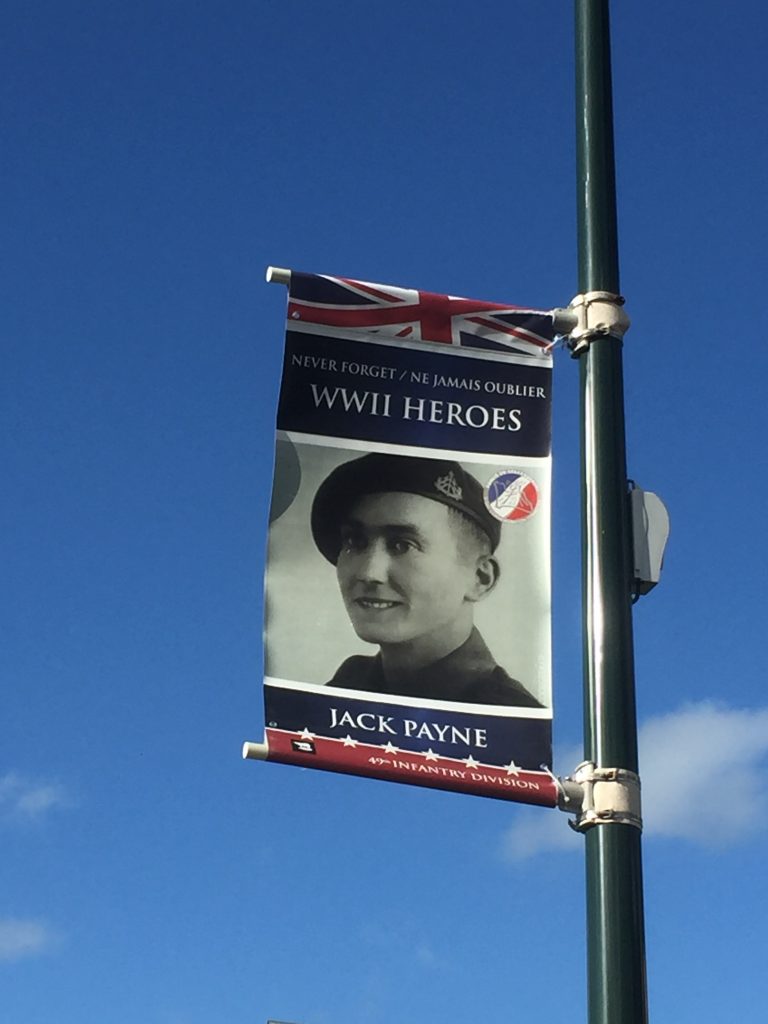 NEVER FORGET / NE JAMAIS OUBLIER
WWII HEROES
JACK PAYNE
49TH INFANTRY DIVISION